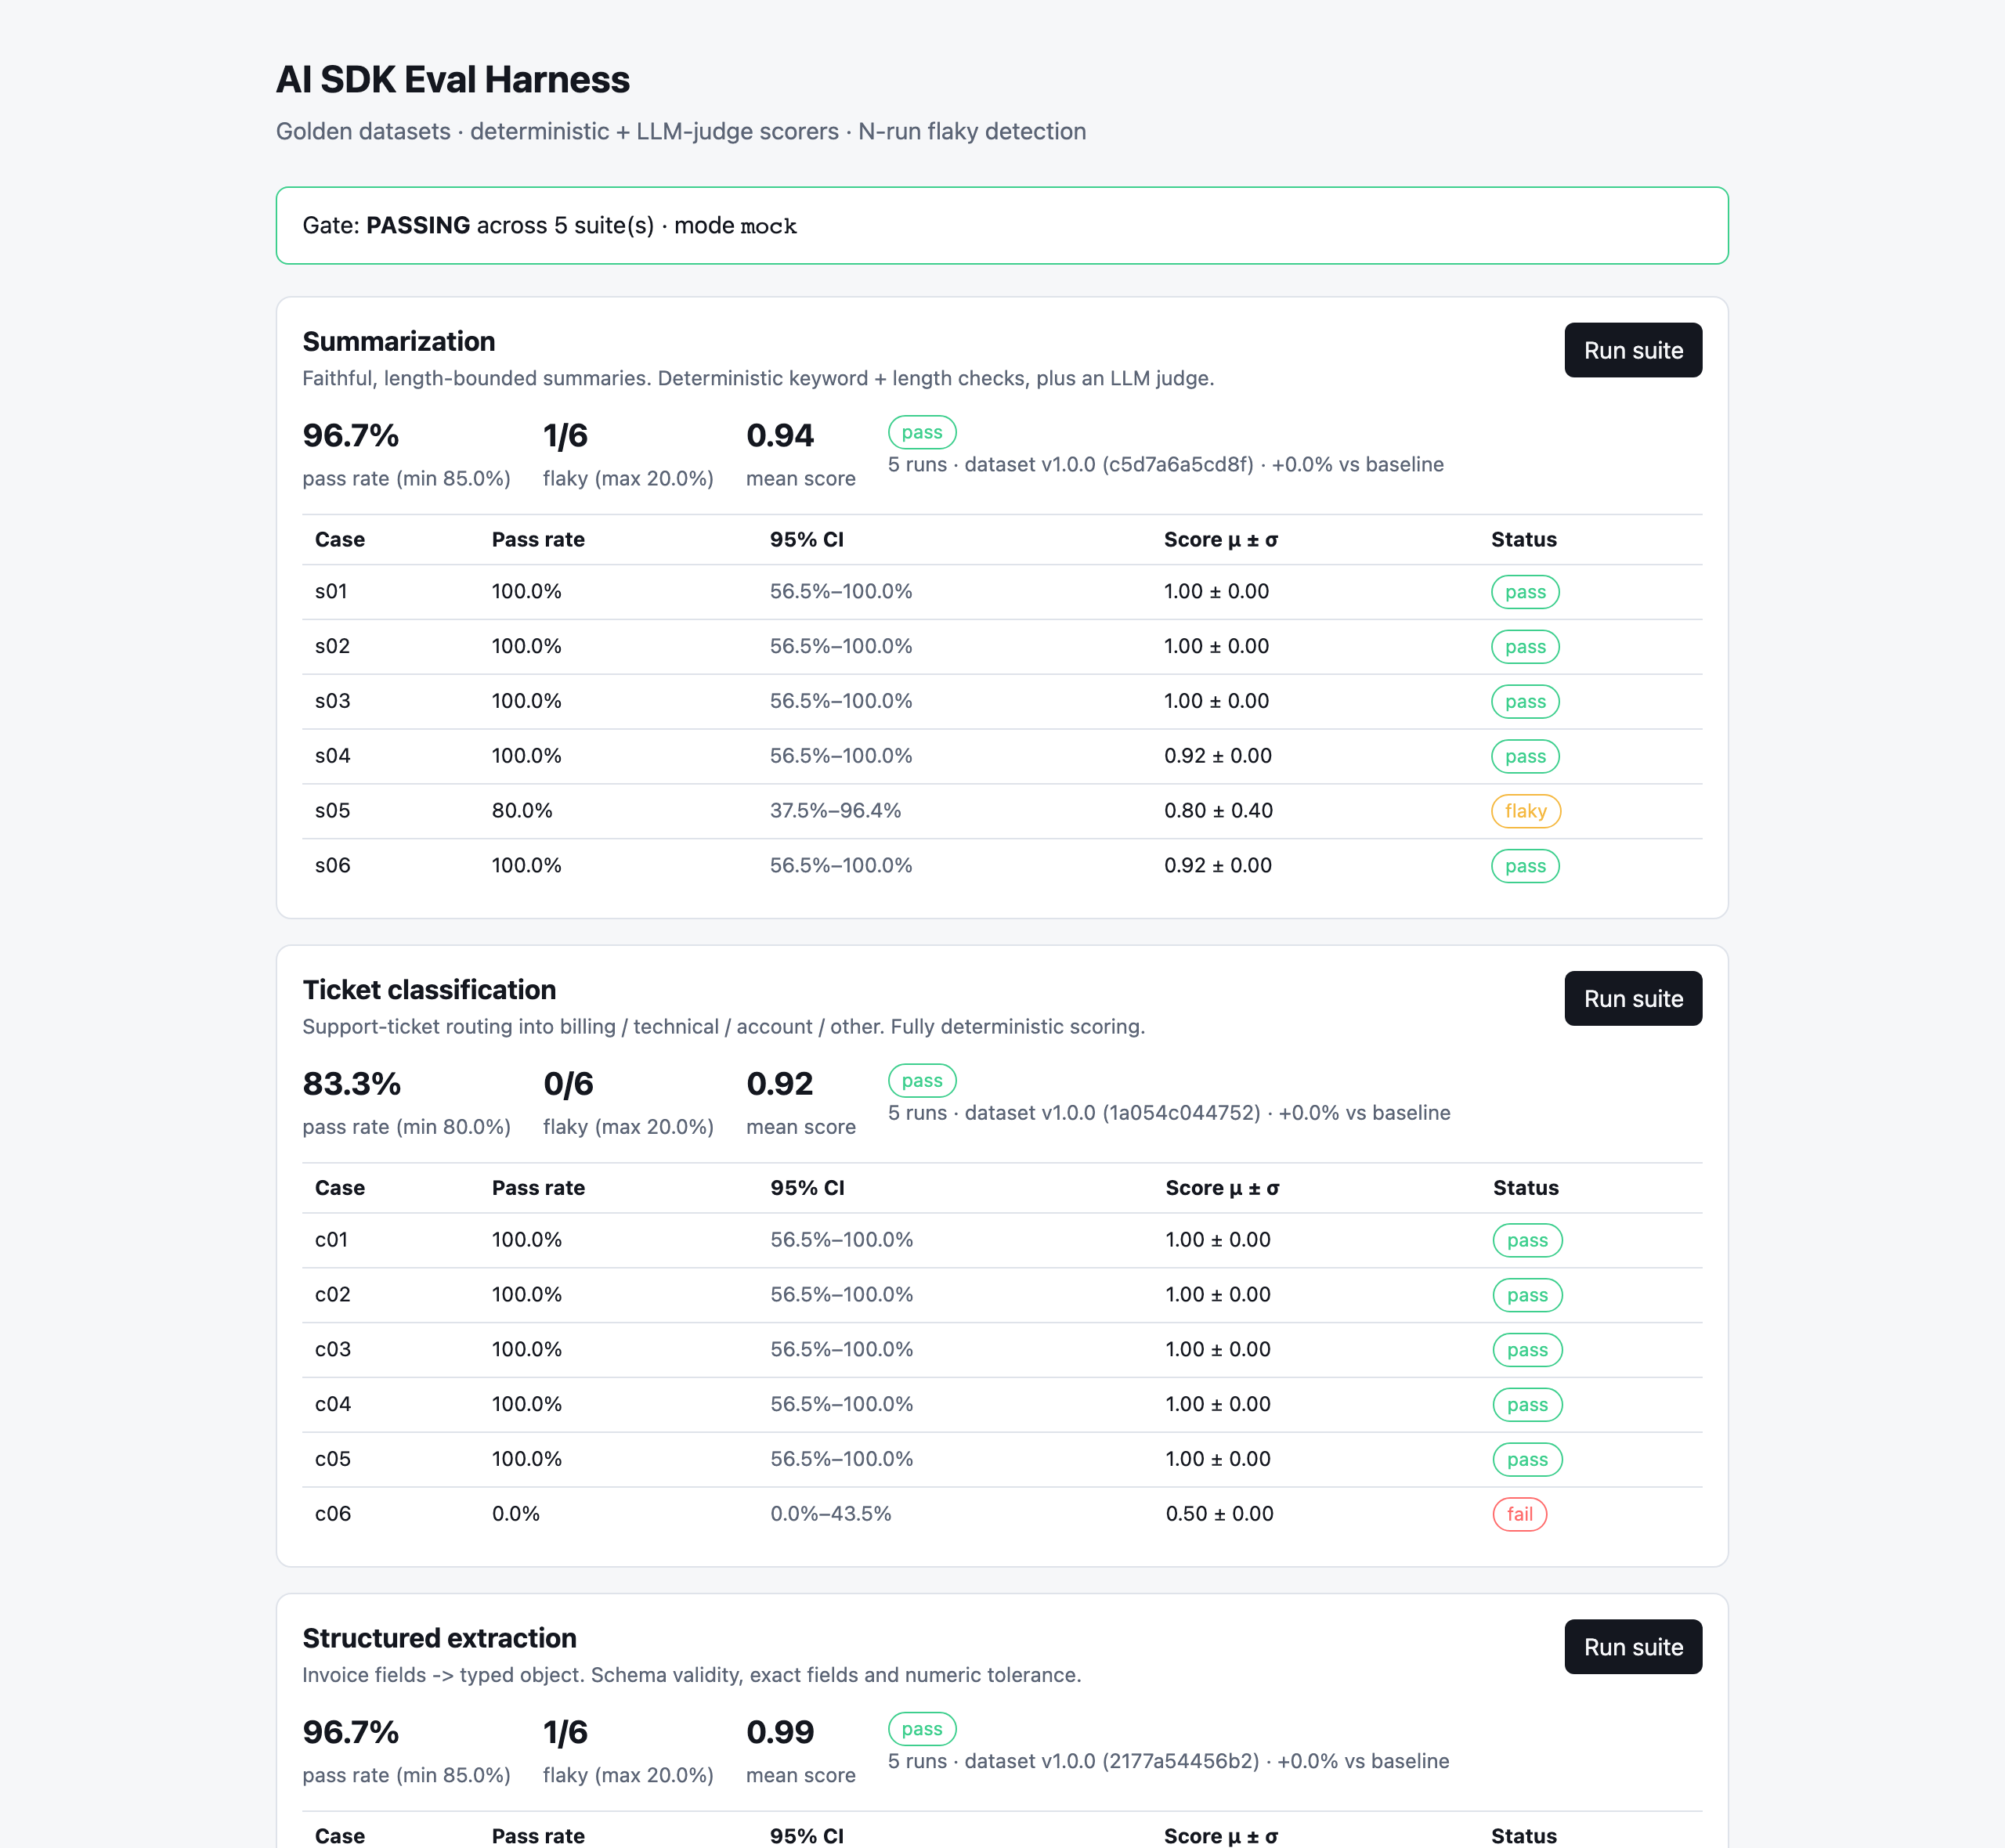 AI SDK Eval Harness
Golden datasets · deterministic + LLM-judge scorers · N-run flaky detection
Gate: PASSING across 5 suite(s) · mode mock
Summarization
Run suite
Faithful, length-bounded summaries. Deterministic keyword + length checks, plus an LLM judge.
96.7% 1/6 0.94 pass
5 runs · dataset v1.0.0 (c5d7a6a5cd8f) · +0.0% vs baseline
pass rate (min 85.0%) flaky (max 20.0%) mean score
Case Pass rate 95% CI Score μ ± σ Status
s01 100.0% 56.5%–100.0% 1.00 ± 0.00 pass
s02 100.0% 56.5%–100.0% 1.00 ± 0.00 pass
s03 100.0% 56.5%–100.0% 1.00 ± 0.00 pass
s04 100.0% 56.5%–100.0% 0.92 ± 0.00 pass
s05 80.0% 37.5%–96.4% 0.80 ± 0.40 flaky
s06 100.0% 56.5%–100.0% 0.92 ± 0.00 pass
Ticket classification
Run suite
Support-ticket routing into billing / technical / account / other. Fully deterministic scoring.
83.3% 0/6 0.92 pass
5 runs · dataset v1.0.0 (1a054c044752) · +0.0% vs baseline
pass rate (min 80.0%) flaky (max 20.0%) mean score
Case Pass rate 95% CI Score μ ± σ Status
c01 100.0% 56.5%–100.0% 1.00 ± 0.00 pass
c02 100.0% 56.5%–100.0% 1.00 ± 0.00 pass
c03 100.0% 56.5%–100.0% 1.00 ± 0.00 pass
c04 100.0% 56.5%–100.0% 1.00 ± 0.00 pass
c05 100.0% 56.5%–100.0% 1.00 ± 0.00 pass
c06 0.0% 0.0%–43.5% 0.50 ± 0.00 fail
Structured extraction
Run suite
Invoice fields -> typed object. Schema validity, exact fields and numeric tolerance.
96.7% 1/6 0.99 pass
5 runs · dataset v1.0.0 (2177a54456b2) · +0.0% vs baseline
pass rate (min 85.0%) flaky (max 20.0%) mean score
Case Pass rate 95% CI Score μ ± σ Status